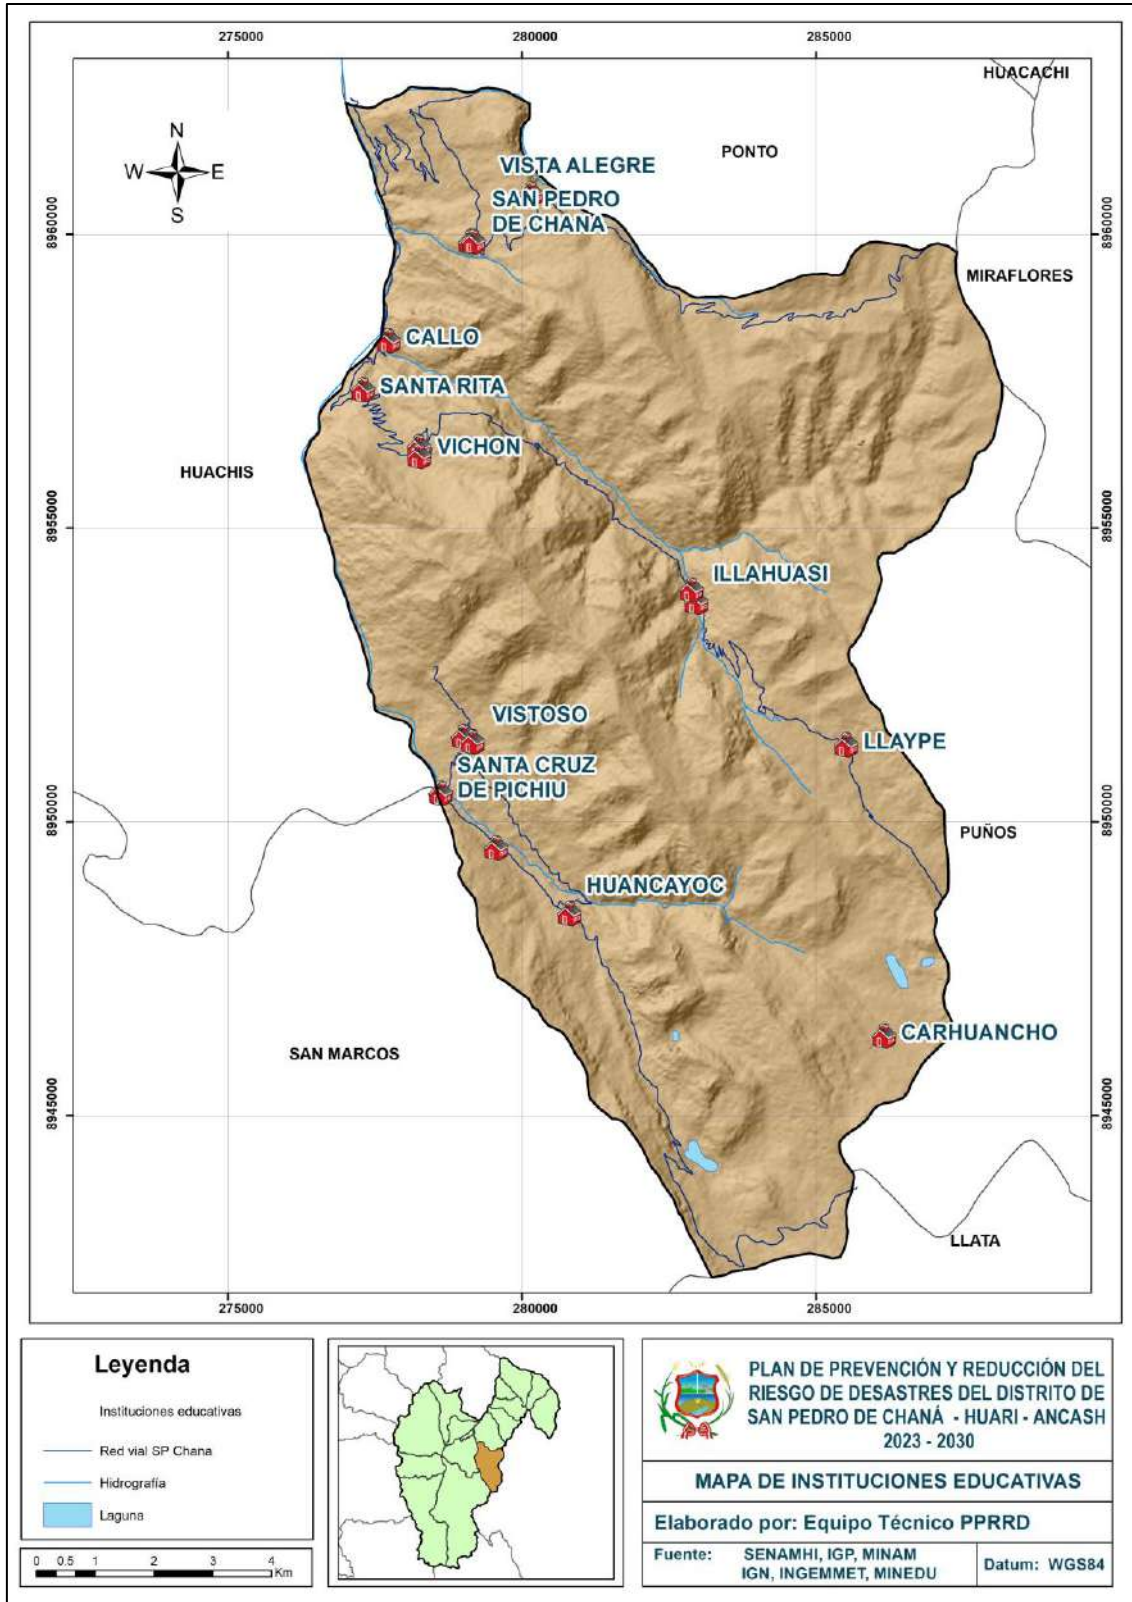 275000
280000
285000
HUACACHI
N
W
E
S
PONTO
VISTA ALEGRE
SAN PEDRO
DE CHANA
8960000
8960000
MIRAFLORES
CALLO
SANTA RITA
VICHON
HUACHIS
8955000
8955000
ILLAHUASI
VISTOSO
LLAYPE
SANTA CRUZ
DE PICHIU
8950000
8950000
PUÑOS
HUANCAYOC
CARHUANCHO
SAN MARCOS
8945000
8945000
LLATA
275000
280000
285000
Leyenda
Instituciones educativas
Red vial SP Chana
Hidrografía
Laguna
0 0.5 1 2 3 4
Km
PLAN DE PREVENCIÓN Y REDUCCIÓN DEL
RIESGO DE DESASTRES DEL DISTRITO DE
SAN PEDRO DE CHANÁ - HUARI - ANCASH
2023 - 2030
MAPA DE INSTITUCIONES EDUCATIVAS
Elaborado por: Equipo Técnico PPRRD
Fuente: SENAMHI, IGP, MINAM
IGN, INGEMMET, MINEDU
Datum: WGS84